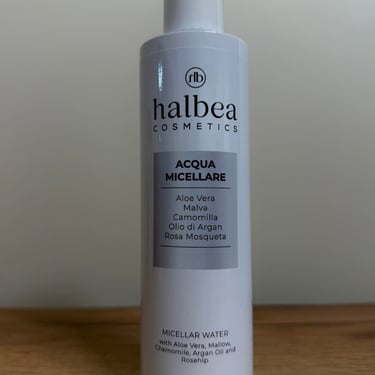 hb
halbea
COSMETICS
ACQUA
MICELLARE
Aloe Vera
Malva
Camomilla
Olio di Argan
Rosa Mosqueta
MICELLAR WATER
with Aloe Vera, Mallow,
Chamomile, Argan Oil and
Rosehip